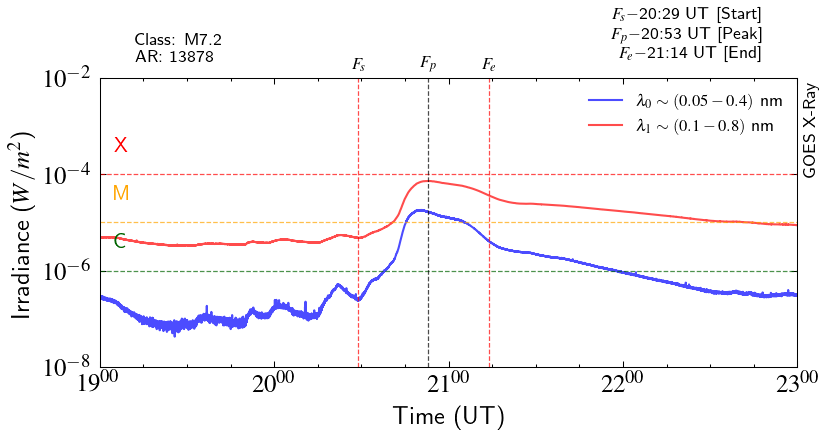 F_s−20:29 UT [Start]
Class: M7.2
F_p−20:53 UT [Peak]
AR: 13878
F_e−21:14 UT [End]
F_s
F_p
F_e
10^{−2}
λ_0 ∼ (0.05 − 0.4) nm
λ_1 ∼ (0.1 − 0.8) nm
GOES X-Ray
X
10^{−4}
M
Irradiance (W/m^2)
C
10^{−6}
10^{−8}
19^{00}
20^{00}
21^{00}
22^{00}
23^{00}
Time (UT)